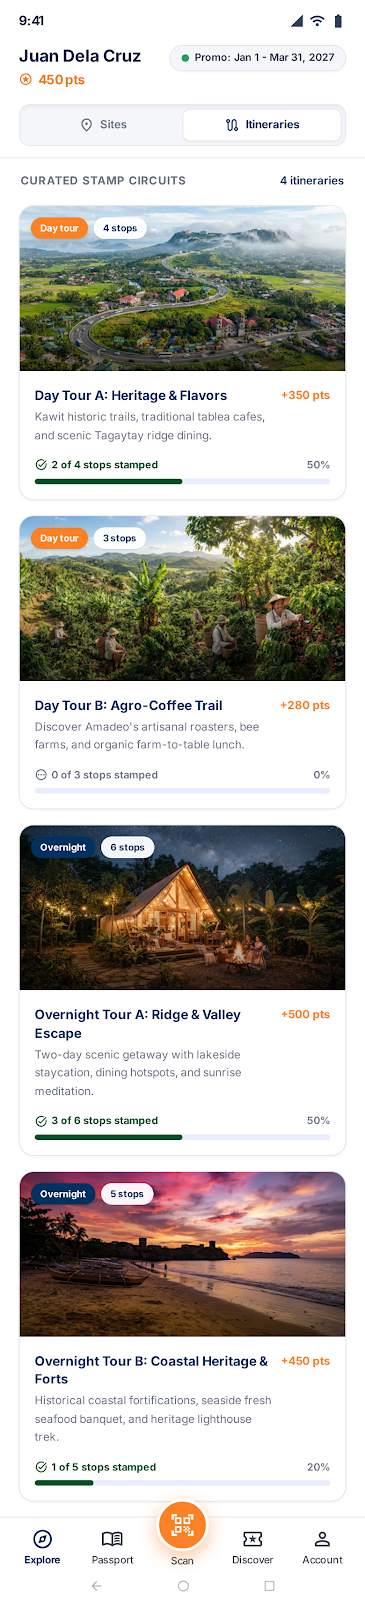 9:41
Juan Dela Cruz
Promo: Jan 1 - Mar 31, 2027
450 pts
Sites
Itineraries
CURATED STAMP CIRCUITS
4 itineraries
Day tour
4 stops
Day Tour A: Heritage & Flavors
+350 pts
Kawit historic trails, traditional tablea cafes,
and scenic Tagaytay ridge dining.
2 of 4 stops stamped
50%
Day tour
3 stops
Day Tour B: Agro-Coffee Trail
+280 pts
Discover Amadeo's artisanal roasters, bee
farms, and organic farm-to-table lunch.
0 of 3 stops stamped
0%
Overnight
6 stops
Overnight Tour A: Ridge & Valley
Escape
+500 pts
Two-day scenic getaway with lakeside
staycation, dining hotspots, and sunrise
meditation.
3 of 6 stops stamped
50%
Overnight
5 stops
Overnight Tour B: Coastal Heritage &
Forts
+450 pts
Historical coastal fortifications, seaside fresh
seafood banquet, and heritage lighthouse
trek.
1 of 5 stops stamped
20%
Explore
Passport
Scan
Discover
Account